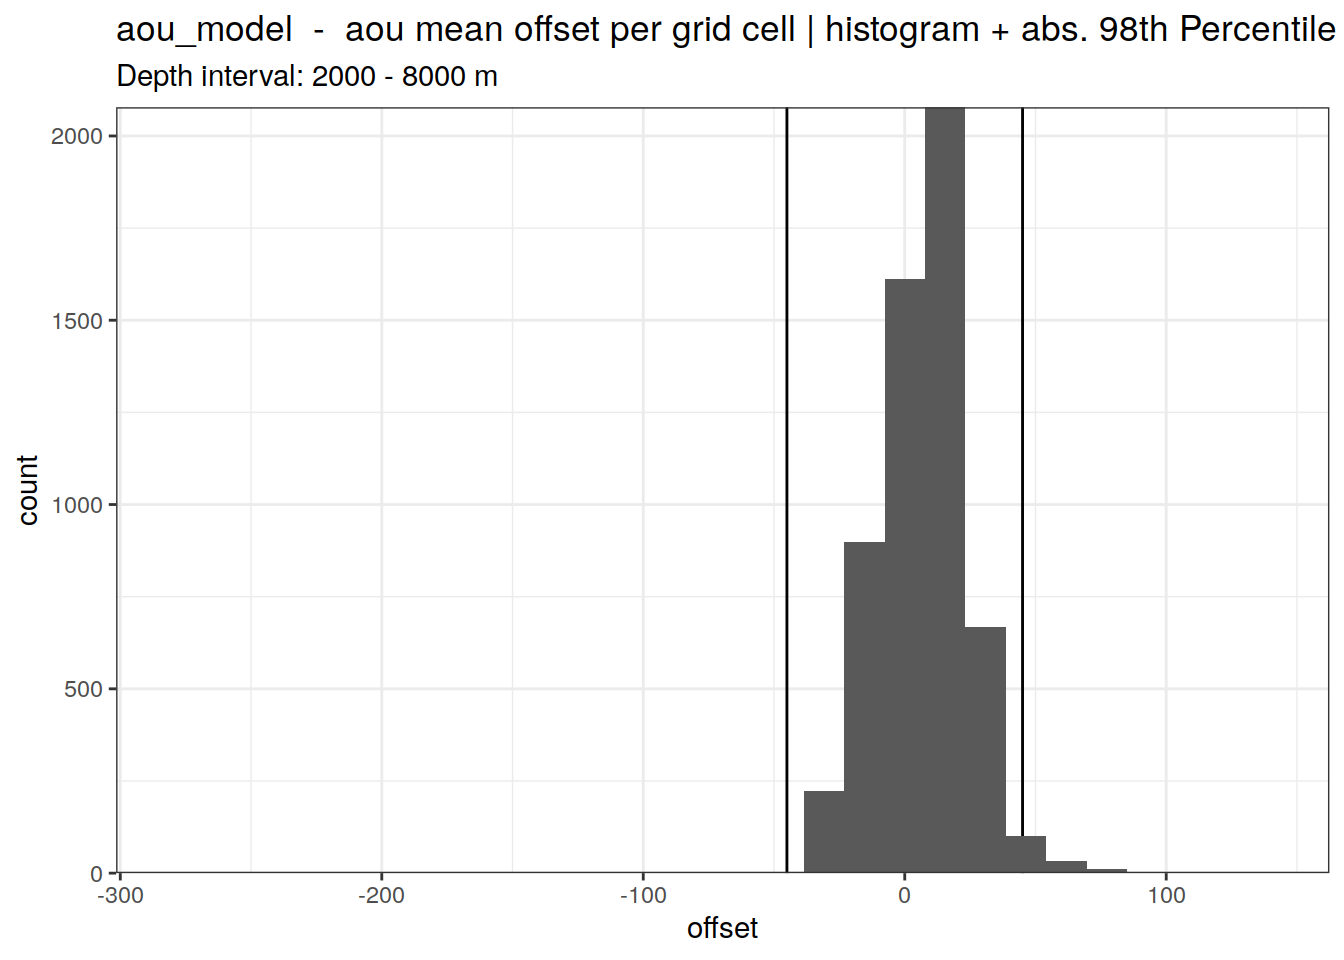 aou_model - aou mean offset per grid cell | histogram + abs. 98th Percentile
Depth interval: 2000 - 8000 m
2000
1500
1000
500
0
count
-300 -200 -100 0 100
offset